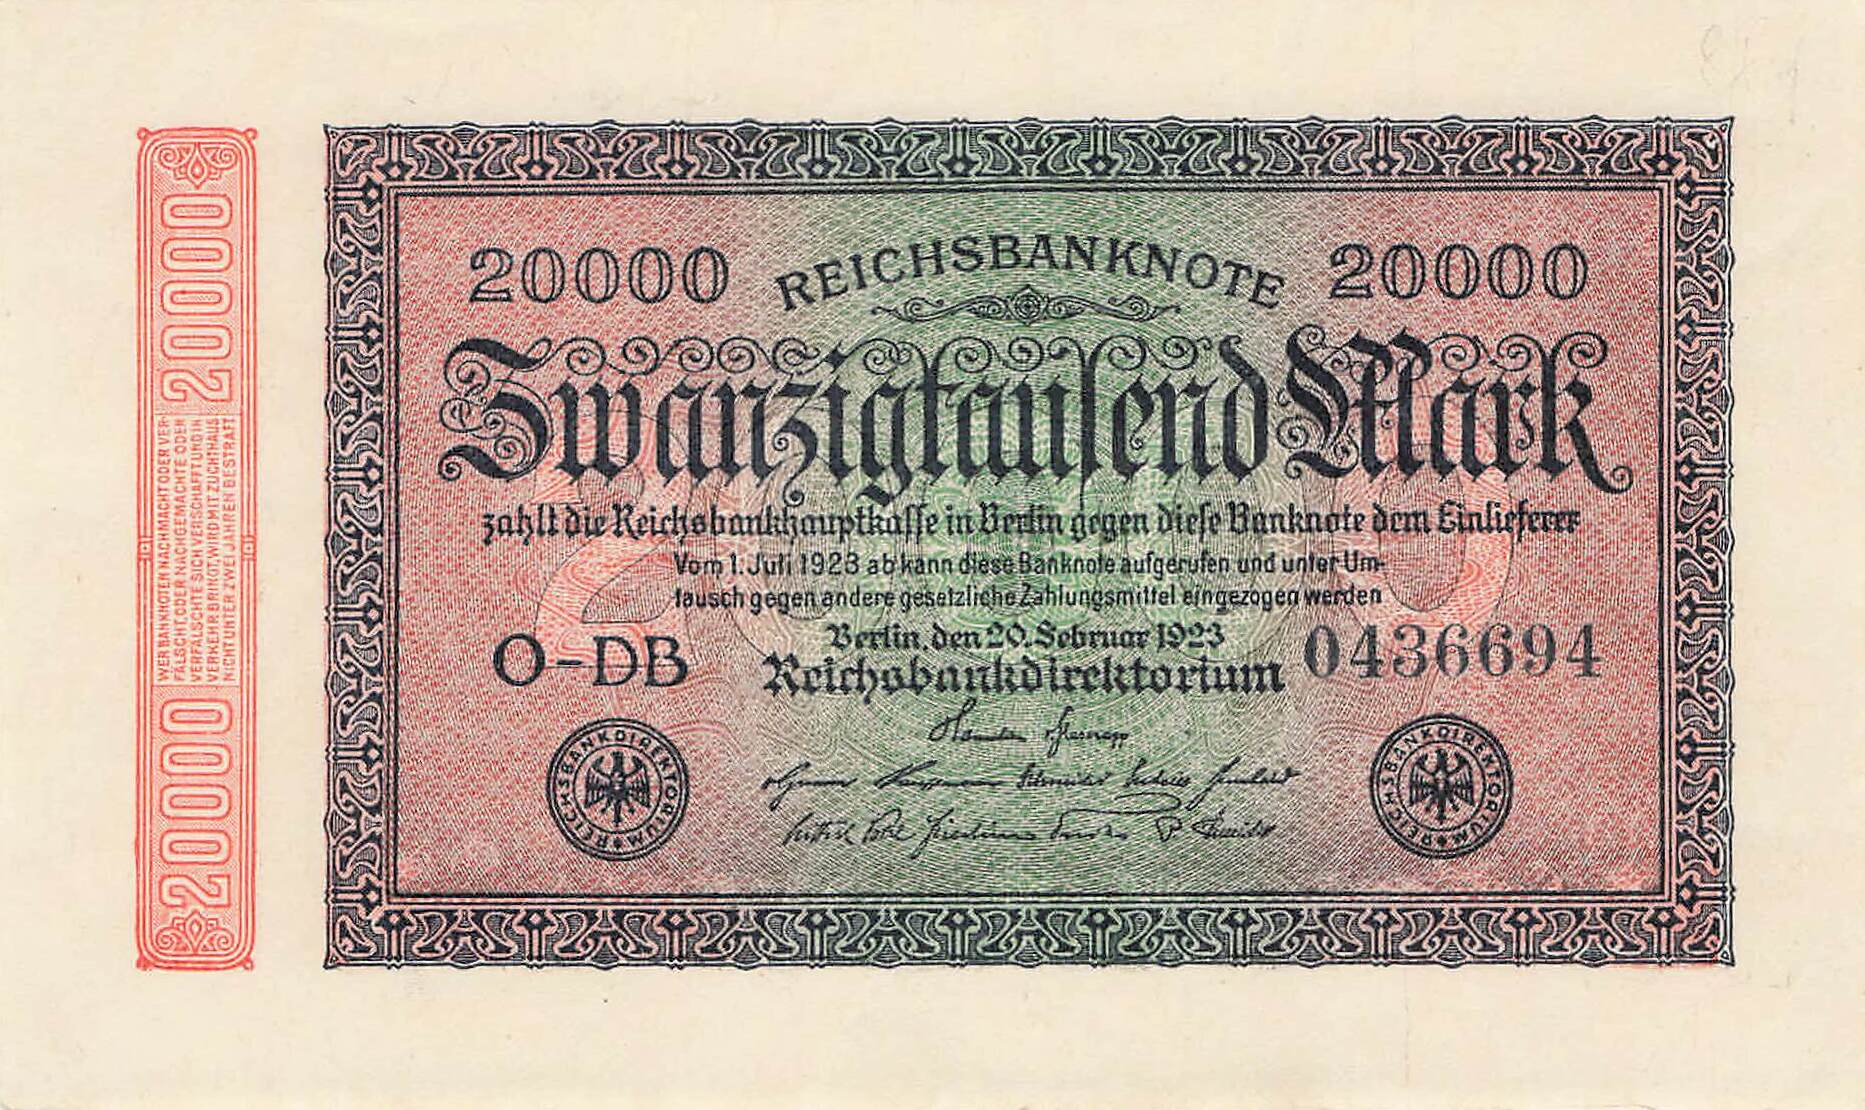 20000
20000
WER BANKNOTEN NACHMACHT ODER VER-
FÄLSCHT, ODER NACHGEMACHTE ODER
VERFÄLSCHTE SICH VERSCHAFFT UND IN
VERKEHR BRINGT, WIRD MIT ZUCHTHAUS
NICHT UNTER ZWEI JAHREN BESTRAFT
20000 REICHSBANKNOTE 20000
Zwanzigtausend Mark
zahlt die Reichsbankhauptkasse in Berlin gegen diese Banknote dem Einlieferer
Vom 1. Juli 1923 ab kann diese Banknote aufgerufen und unter Um-
tausch gegen andere gesetzliche Zahlungsmittel eingezogen werden
Berlin, den 20. Februar 1923
O-DB Reichsbankdirektorium 0436694
REICHSBANKDIREKTORIUM
REICHSBANKDIREKTORIUM